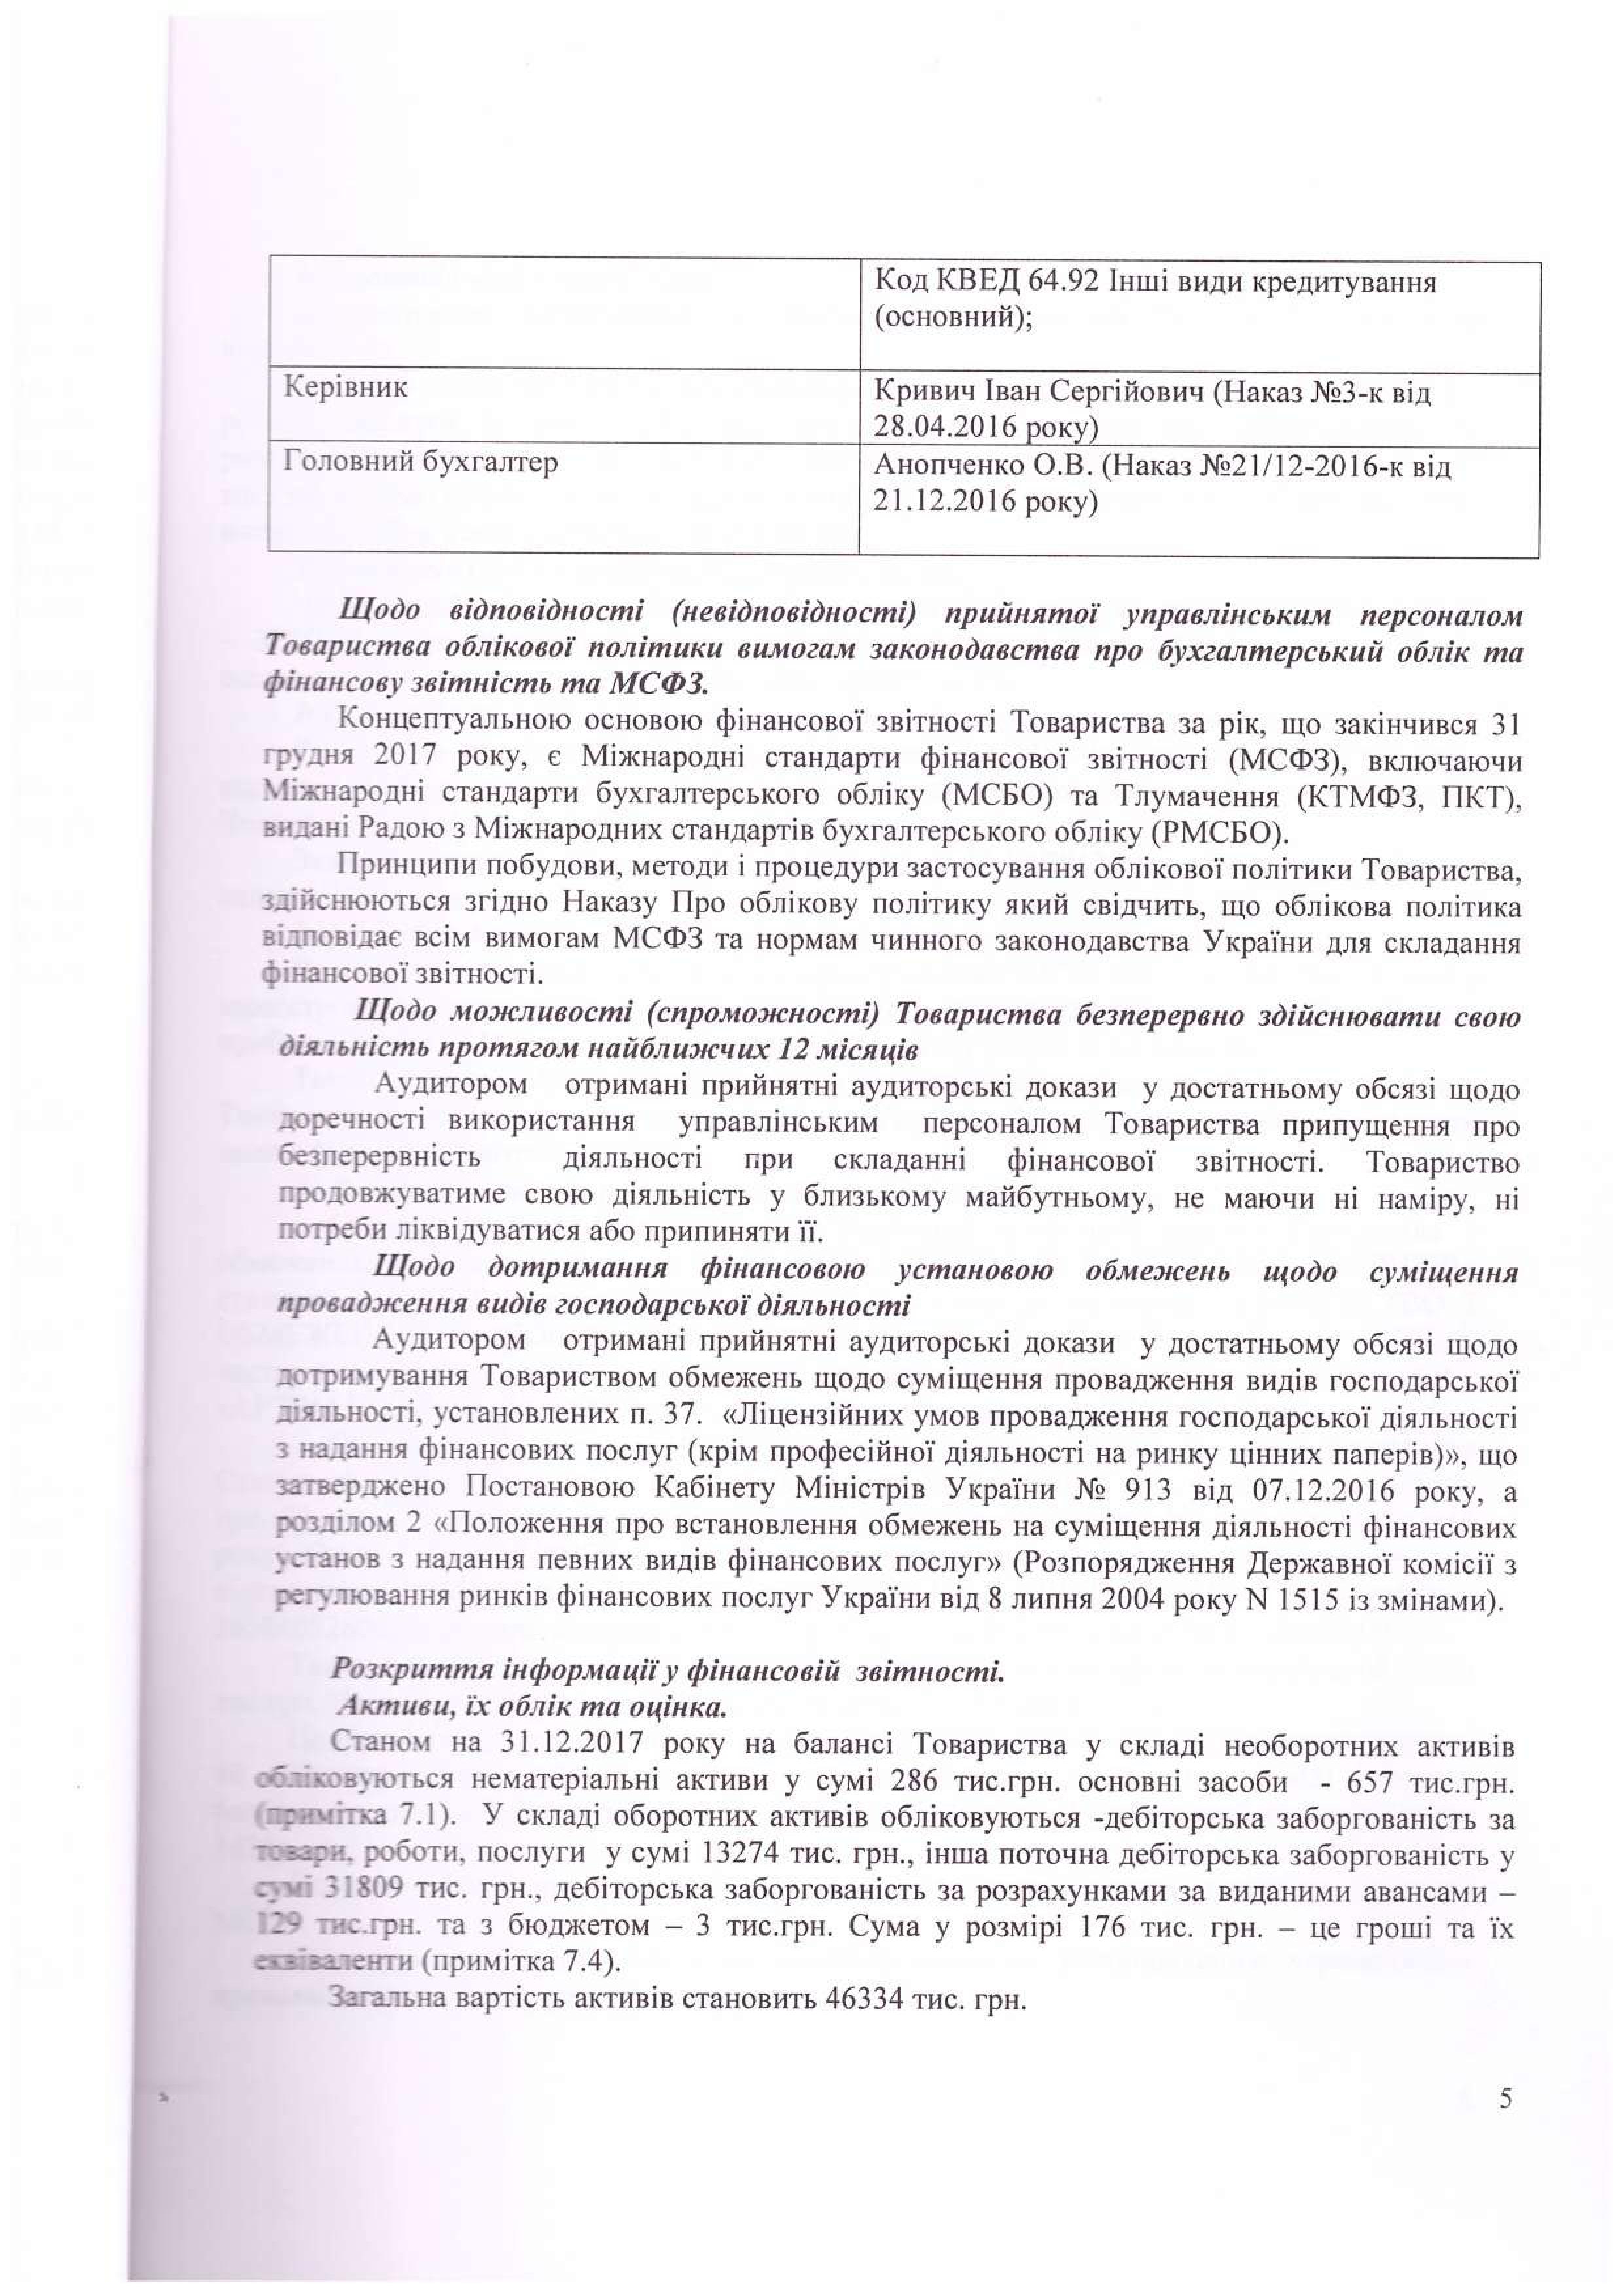 Код КВЕД 64.92 Інші види кредитування
(основний);
Керівник
Кривич Іван Сергійович (Наказ №3-к від
28.04.2016 року)
Головний бухгалтер
Анопченко О.В. (Наказ №21/12-2016-к від
21.12.2016 року)
Щодо відповідності (невідповідності) прийнятої управлінським персоналом
Товариства облікової політики вимогам законодавства про бухгалтерський облік та
фінансову звітність та МСФЗ.
Концептуальною основою фінансової звітності Товариства за рік, що закінчився 31
грудня 2017 року, є Міжнародні стандарти фінансової звітності (МСФЗ), включаючи
Міжнародні стандарти бухгалтерського обліку (МСБО) та Тлумачення (КТМФЗ, ПКТ),
видані Радою з Міжнародних стандартів бухгалтерського обліку (РМСБО).
Принципи побудови, методи і процедури застосування облікової політики Товариства,
здійснюються згідно Наказу Про облікову політику який свідчить, що облікова політика
відповідає всім вимогам МСФЗ та нормам чинного законодавства України для складання
фінансової звітності.
Щодо можливості (спроможності) Товариства безперервно здійснювати свою
діяльність протягом найближчих 12 місяців
Аудитором отримані прийнятні аудиторські докази у достатньому обсязі щодо
доречності використання управлінським персоналом Товариства припущення про
безперервність діяльності при складанні фінансової звітності. Товариство
продовжуватиме свою діяльність у близькому майбутньому, не маючи ні наміру, ні
потреби ліквідуватися або припиняти її.
Щодо дотримання фінансовою установою обмежень щодо суміщення
провадження видів господарської діяльності
Аудитором отримані прийнятні аудиторські докази у достатньому обсязі щодо
дотримування Товариством обмежень щодо суміщення провадження видів господарської
діяльності, установлених п. 37. «Ліцензійних умов провадження господарської діяльності
з надання фінансових послуг (крім професійної діяльності на ринку цінних паперів)», що
затверджено Постановою Кабінету Міністрів України № 913 від 07.12.2016 року, а
розділом 2 «Положення про встановлення обмежень на суміщення діяльності фінансових
установ з надання певних видів фінансових послуг» (Розпорядження Державної комісії з
регулювання ринків фінансових послуг України від 8 липня 2004 року N 1515 із змінами).
Розкриття інформації у фінансовій звітності.
Активи, їх облік та оцінка.
Станом на 31.12.2017 року на балансі Товариства у складі необоротних активів
обліковуються нематеріальні активи у сумі 286 тис.грн. основні засоби - 657 тис.грн.
(примітка 7.1). У складі оборотних активів обліковуються -дебіторська заборгованість за
товари, роботи, послуги у сумі 13274 тис. грн., інша поточна дебіторська заборгованість у
сумі 31809 тис. грн., дебіторська заборгованість за розрахунками за виданими авансами –
129 тис.грн. та з бюджетом – 3 тис.грн. Сума у розмірі 176 тис. грн. – це гроші та їх
еквіваленти (примітка 7.4).
Загальна вартість активів становить 46334 тис. грн.
5